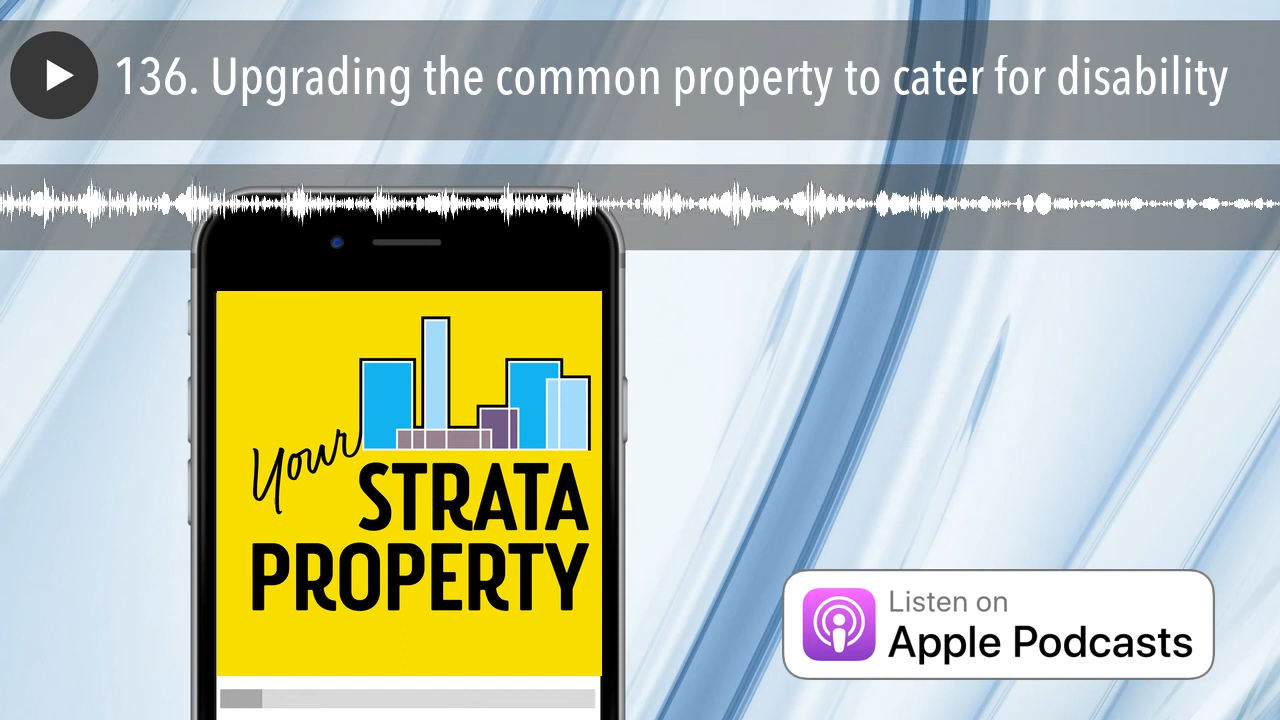 136. Upgrading the common property to cater for disability
Your
STRATA
PROPERTY
Listen on
Apple Podcasts